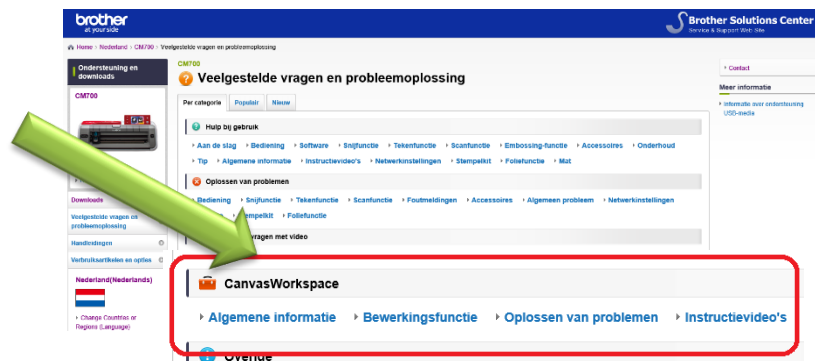 brother
at your side
Brother Solutions Center
Service & Support Web Site
Home › Nederland › CM700 › Veelgestelde vragen en probleemoplossing
Ondersteuning en
downloads
CM700
Downloads
Veelgestelde vragen en
probleemoplossing
Handleidingen
Verbruiksartikelen en opties
Nederland(Nederlands)
Change Countries or
Regions (Language)
CM700
Veelgestelde vragen en probleemoplossing
Per categorie Populair Nieuw
Hulp bij gebruik
Aan de slag Bediening Software Snijfunctie Tekenfunctie Scanfunctie Embossing-functie Accessoires Onderhoud
Tip Algemene informatie Instructievideo's Netwerkinstellingen Stempelkit Foliefunctie Mat
Oplossen van problemen
Bediening Snijfunctie Tekenfunctie Scanfunctie Foutmeldingen Accessoires Algemeen probleem Netwerkinstellingen
Foliefunctie
vragen met video
CanvasWorkspace
Algemene informatie Bewerkingsfunctie Oplossen van problemen Instructievideo's
Overige
Contact
Meer informatie
Informatie over ondersteuning
USB-media